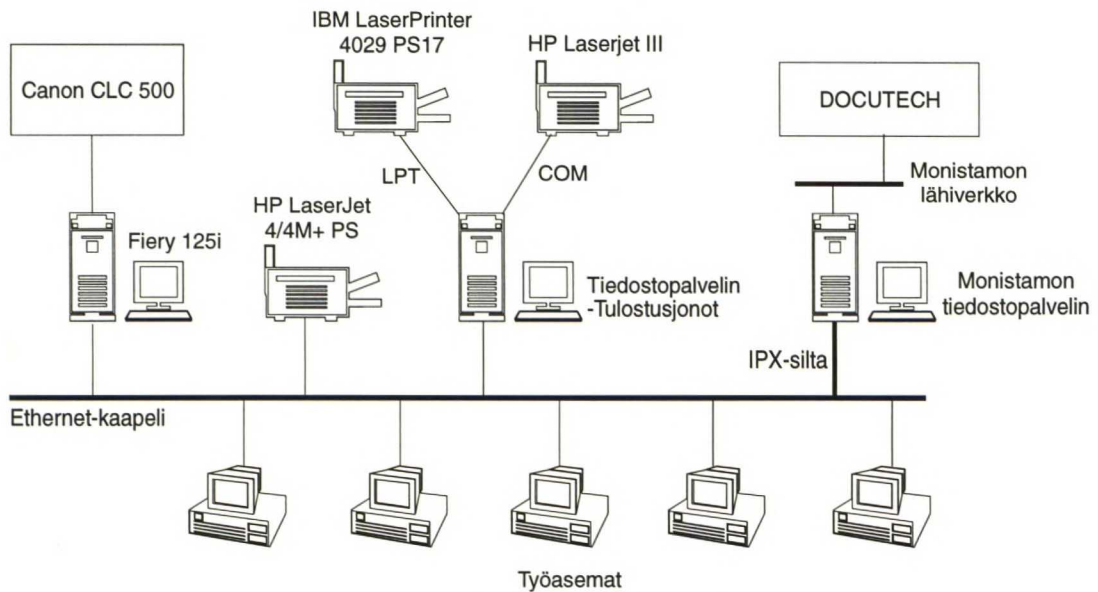 IBM LaserPrinter
4029 PS17
HP Laserjet III
Canon CLC 500
DOCUTECH
LPT
COM
Monistamon
lähiverkko
HP LaserJet
4/4M+ PS
Fiery 125i
Tiedostopalvelin
-Tulostusjonot
Monistamon
tiedostopalvelin
IPX-silta
Ethernet-kaapeli
Työasemat